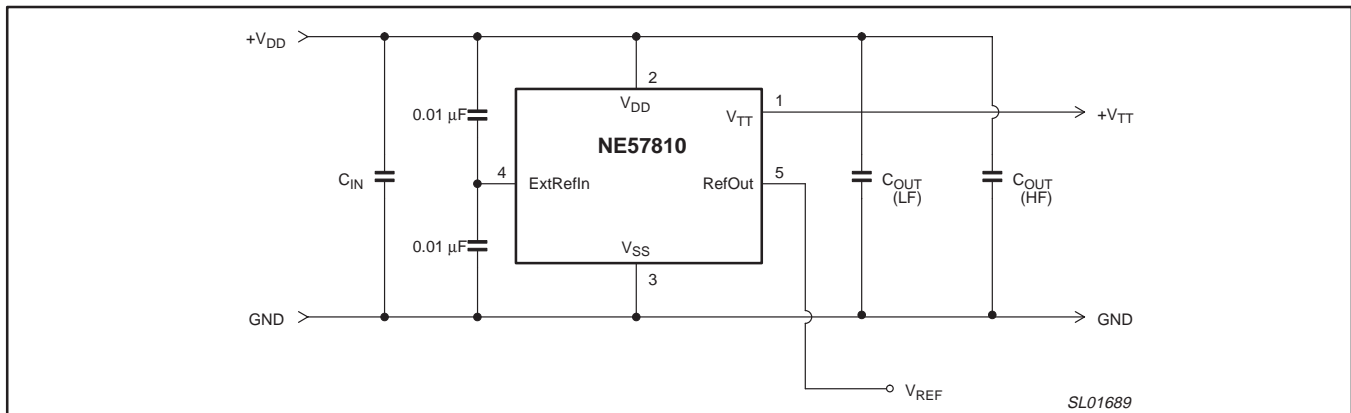 +VDD
2
VDD
1
VTT
+VTT
0.01 μF
NE57810
CIN
4
ExtRefIn
RefOut
5
COUT
(LF)
COUT
(HF)
0.01 μF
VSS
3
GND
GND
VREF
SL01689